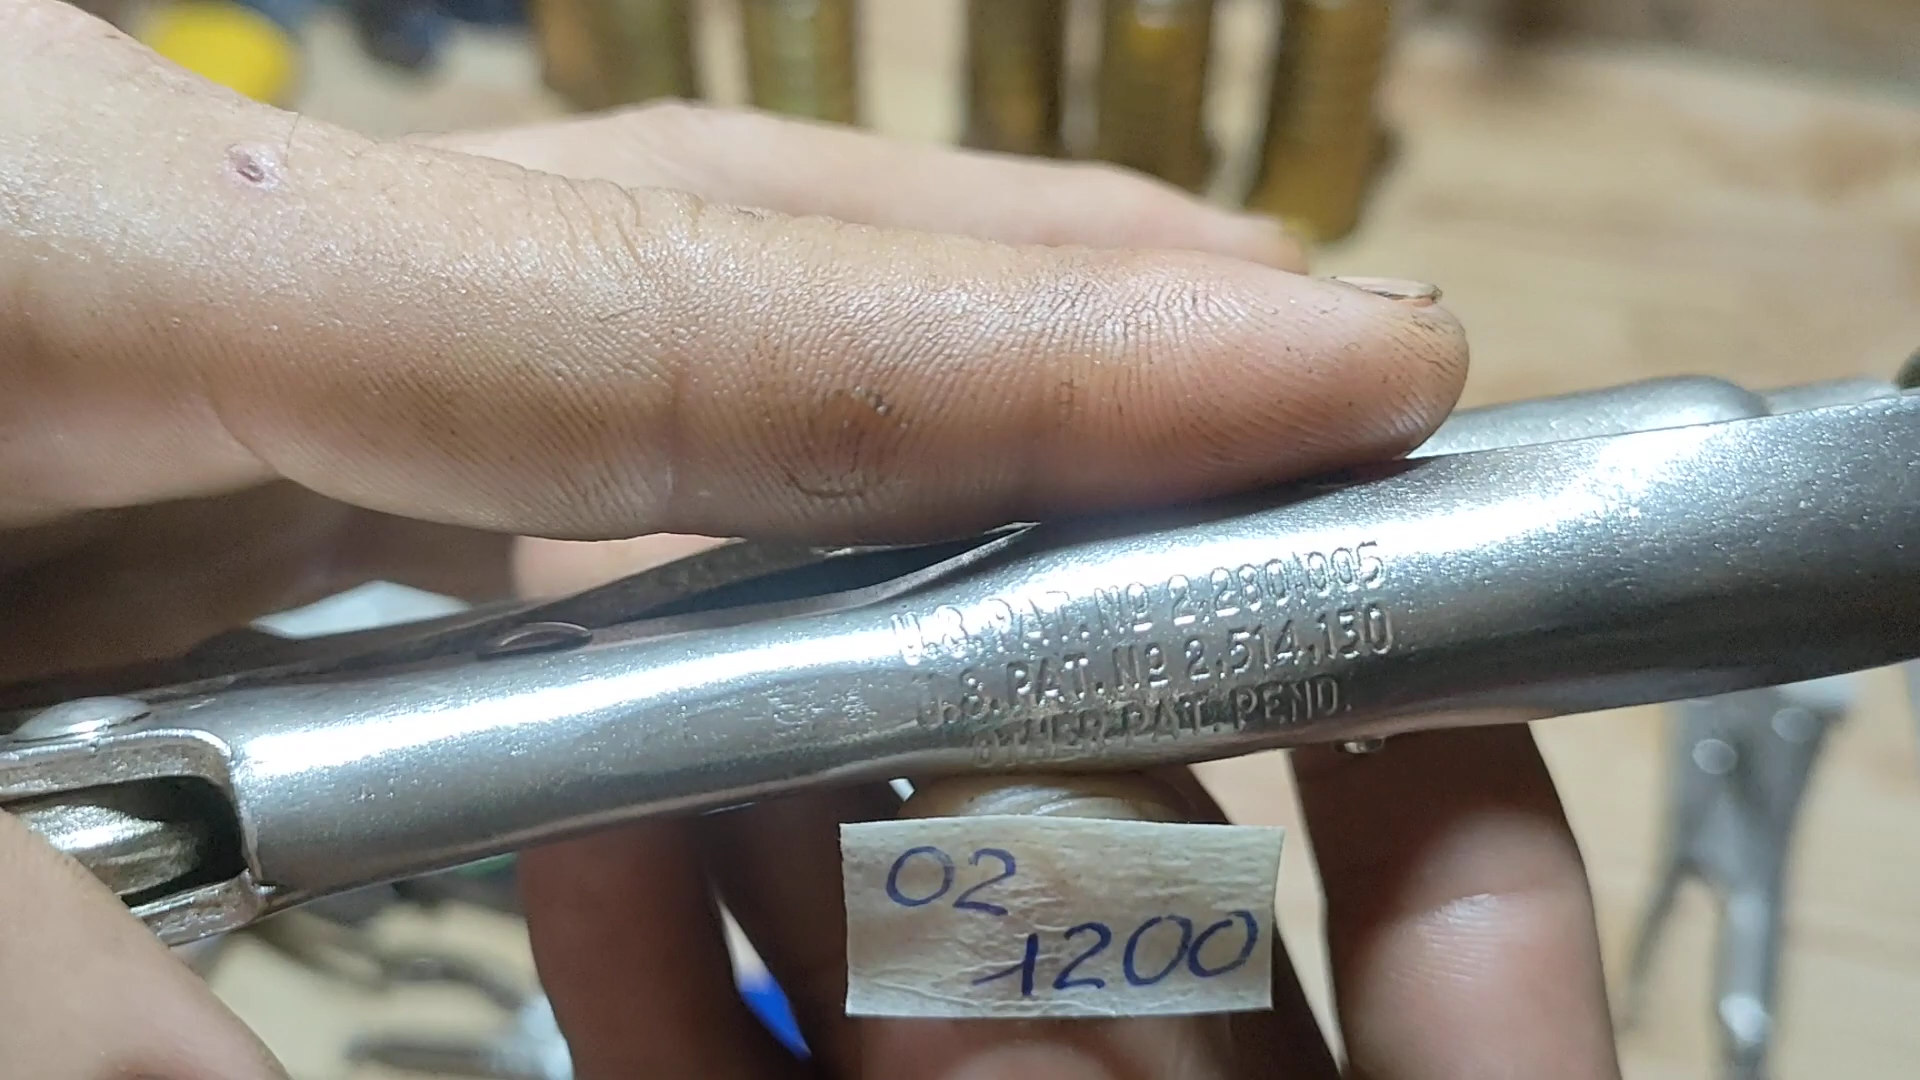 U.S. PAT. Nº 2,280,005
U.S. PAT. Nº 2,514,130
OTHER PAT. PEND.
02
1200